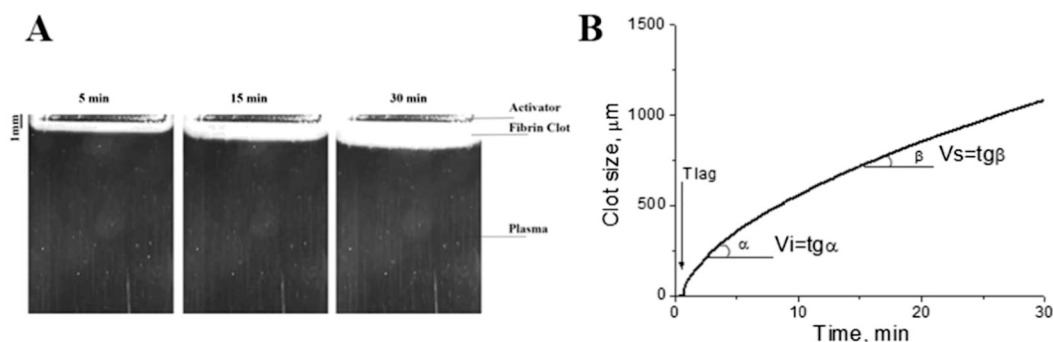 A
5 min
15 min
30 min
1mm
Activator
Fibrin Clot
Plasma
B
1500
1000
500
0
Clot size, μm
T lag
α
Vi=tgα
β
Vs=tgβ
0
10
20
30
Time, min